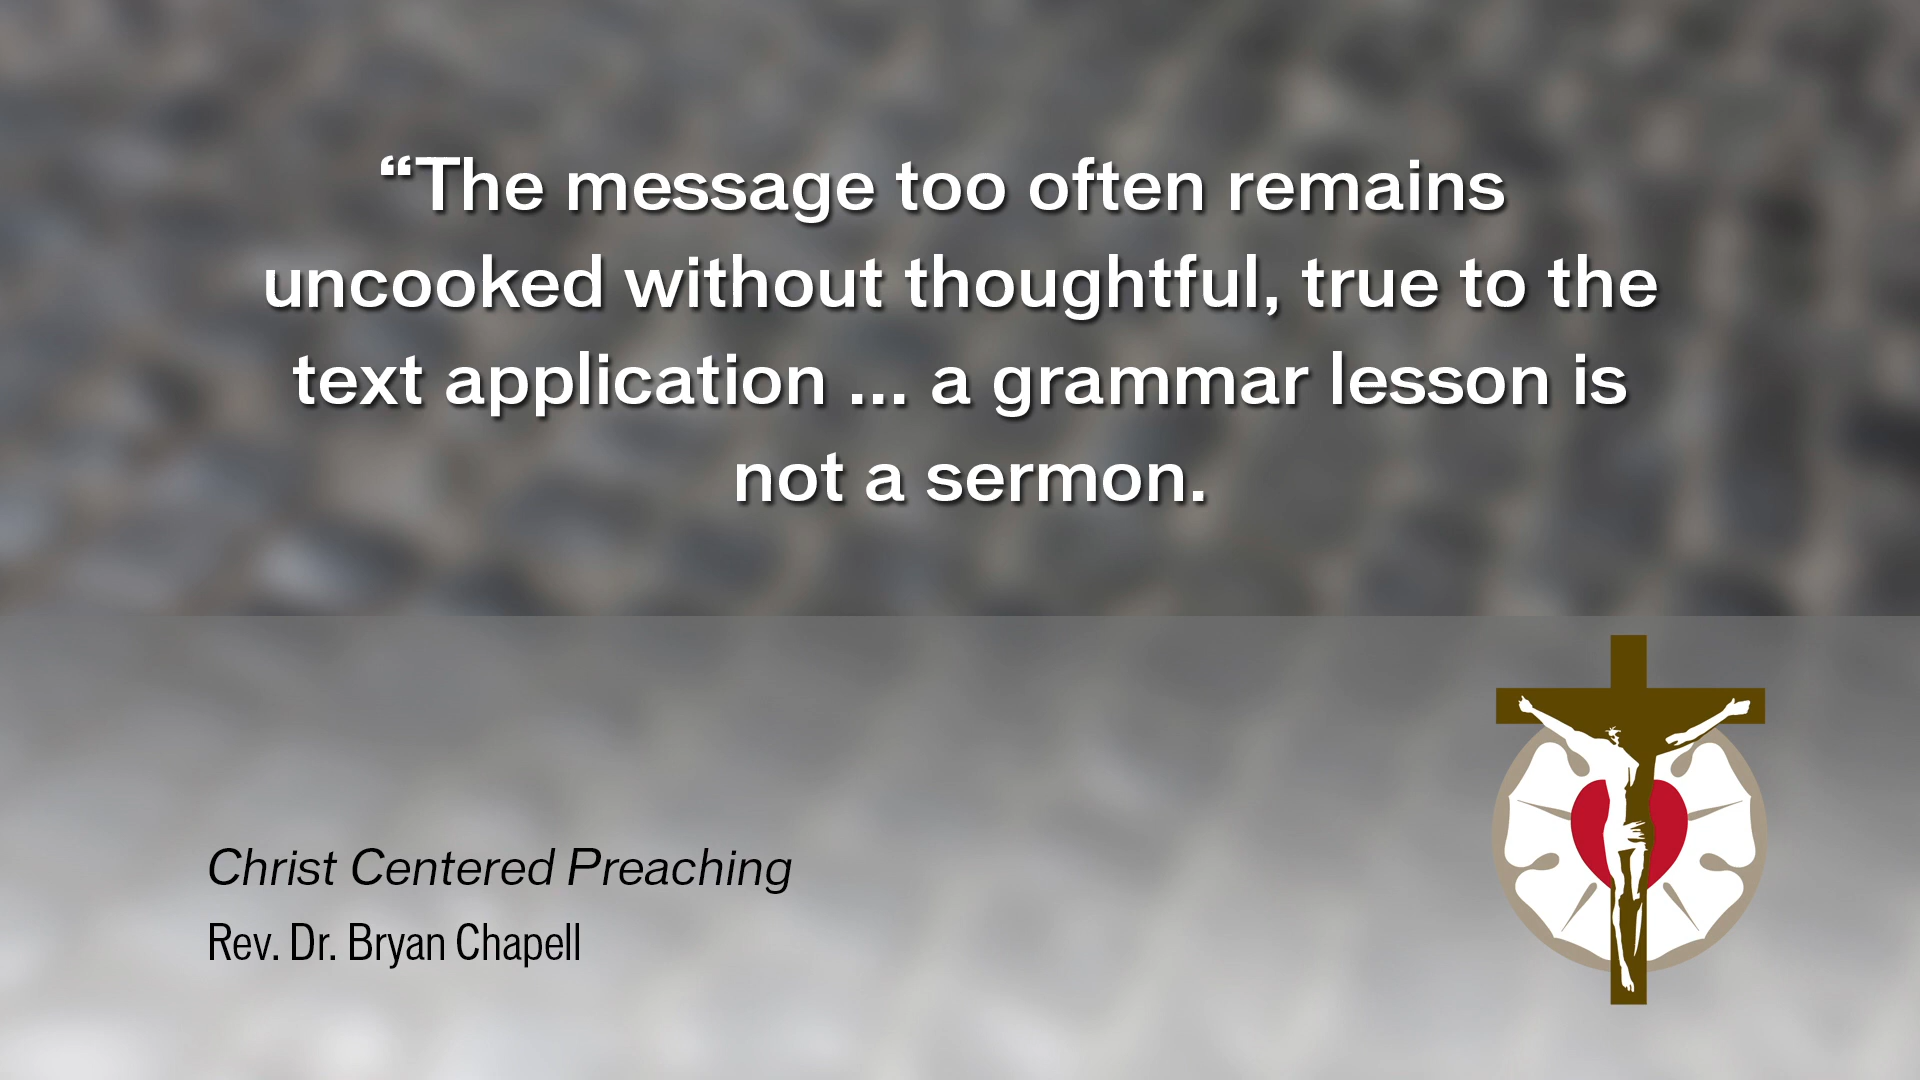 “The message too often remains
uncooked without thoughtful, true to the
text application ... a grammar lesson is
not a sermon.
Christ Centered Preaching
Rev. Dr. Bryan Chapell